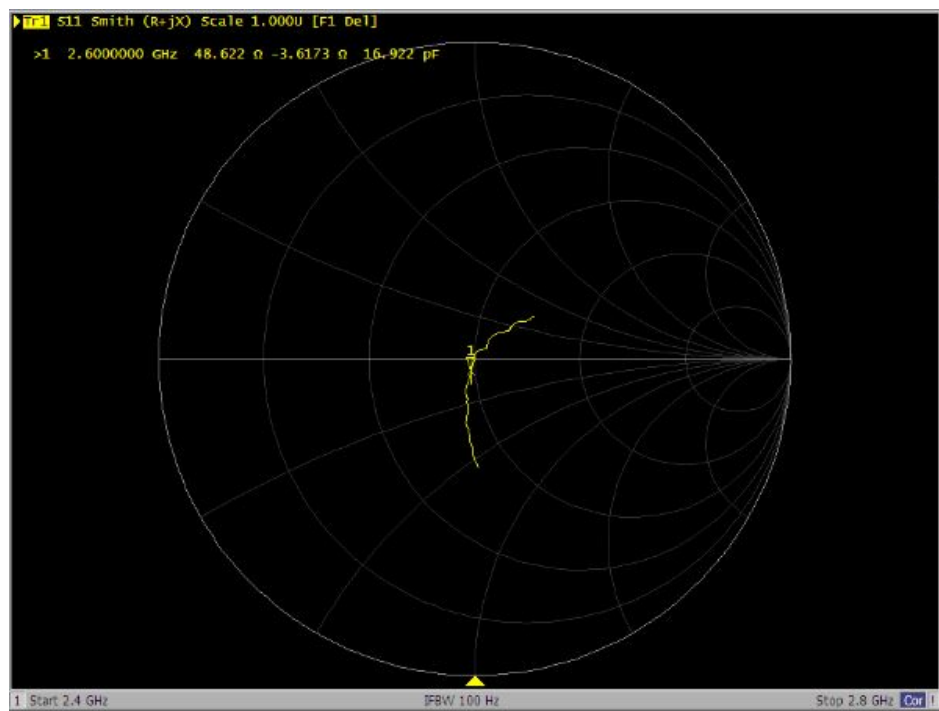 Tr1 S11 Smith (R+jX) Scale 1.000U [F1 Del]
>1 2.6000000 GHz 48.622 Ω -3.6173 Ω 16.922 pF
1
1 Start 2.4 GHz IFBW 100 Hz Stop 2.8 GHz Cor !